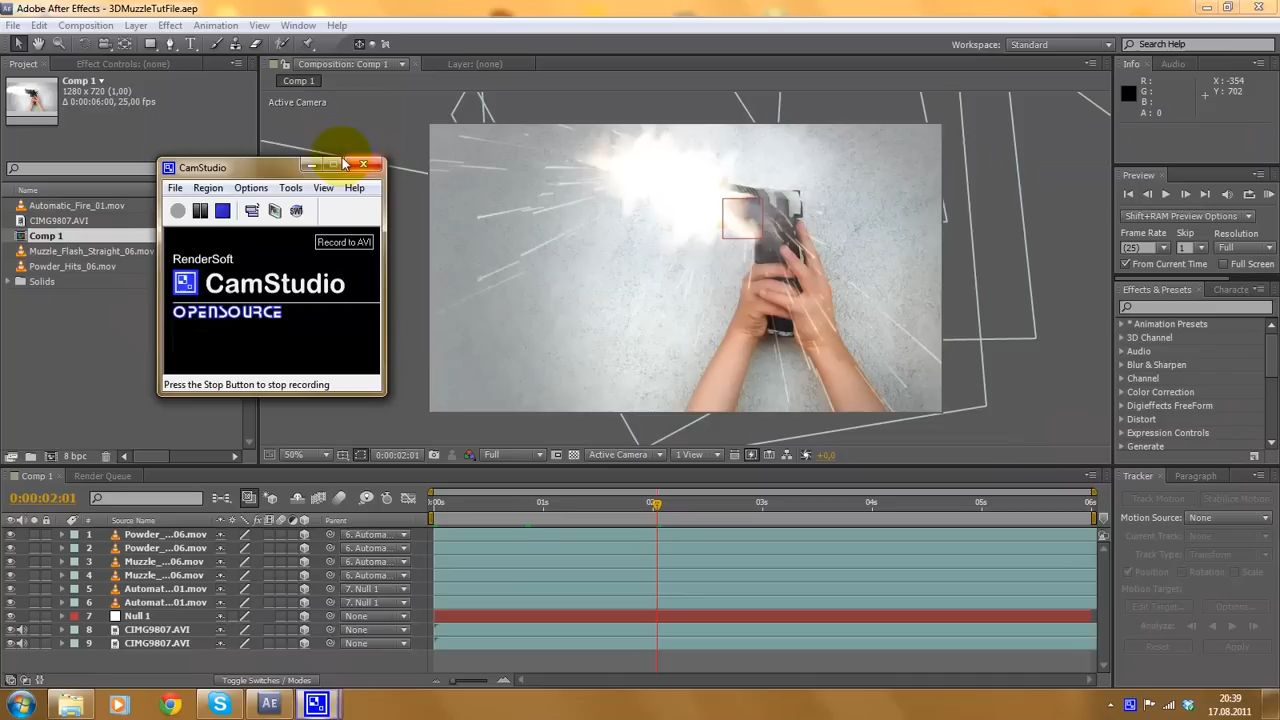 Adobe After Effects - 3DMuzzleTutFile.aep
File Edit Composition Layer Effect Animation View Window Help
Workspace: Standard
Search Help
Project
Effect Controls: (none)
Composition: Comp 1
Layer: (none)
Info
Audio
Comp 1
1280 x 720 (1,00)
Δ 0:00:06:00, 25,00 fps
Comp 1
Active Camera
R :
G :
B :
A : 0
X : -354
Y : 702
Name
Automatic_Fire_01.mov
CIMG9807.AVI
Comp 1
Muzzle_Flash_Straight_06.mov
Powder_Hits_06.mov
Solids
CamStudio
File Region Options Tools View Help
Record to AVI
RenderSoft
CamStudio
OPENSOURCE
Press the Stop Button to stop recording
Preview
Shift+RAM Preview Options
Frame Rate Skip Resolution
(25) 1 Full
From Current Time Full Screen
Effects & Presets
Characte
* Animation Presets
3D Channel
Audio
Blur & Sharpen
Channel
Color Correction
Digieffects FreeForm
Distort
Expression Controls
Generate
8 bpc
50% 0:00:02:01 Full Active Camera 1 View +0,0
Comp 1
Render Queue
0:00:02:01
:00s 01s 02s 03s 04s 05s 06s
# Source Name Parent
1 Powder_...06.mov 6. Automa...
2 Powder_...06.mov 6. Automa...
3 Muzzle_...06.mov 6. Automa...
4 Muzzle_...06.mov 6. Automa...
5 Automat...01.mov 7. Null 1
6 Automat...01.mov 7. Null 1
7 Null 1 None
8 CIMG9807.AVI None
9 CIMG9807.AVI None
Toggle Switches / Modes
Tracker
Paragraph
Track Motion Stabilize Motion
Motion Source: None
Current Track: None
Track Type: Transform
Position Rotation Scale
Motion Target:
Edit Target... Options...
Analyze:
Reset Apply
20:39
17.08.2011